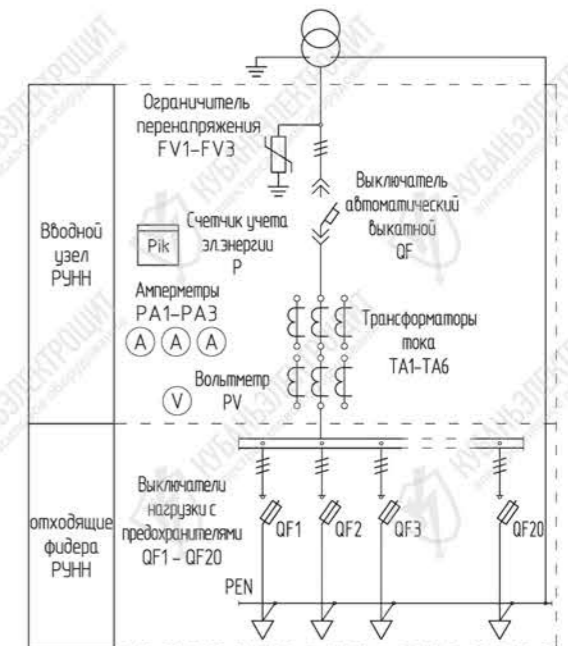 Ограничитель
перенапряжения
FV1-FV3
Выключатель
автоматический
выкатной
QF
Вводной
узел
РУНН
Счетчик учета
эл.энергии
P
Pik
Амперметры
PA1-PA3
A A A
Трансформаторы
тока
TA1-TA6
Вольтметр
PV
V
отходящие
фидера
РУНН
Выключатели
нагрузки с
предохранителями
QF1 - QF20
QF1 QF2 QF3 QF20
PEN
КУБАНЬЭЛЕКТРОЩИТ